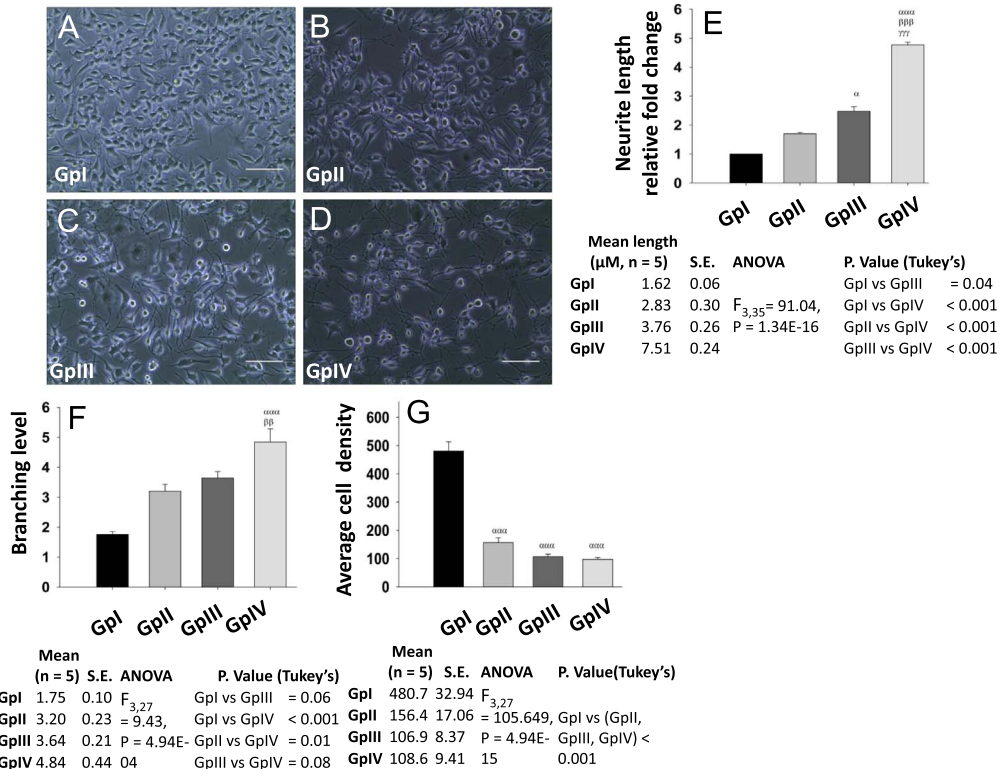 A
GpI
B
GpII
C
GpIII
D
GpIV
E
Neurite length
relative fold change
6
5
4
3
2
1
0
α
ααα
βββ
γγγ
GpI
GpII
GpIII
GpIV
Mean length
(μM, n = 5) S.E. ANOVA P. Value (Tukey's)
GpI 1.62 0.06 GpI vs GpIII = 0.04
GpII 2.83 0.30 F3,35= 91.04, GpI vs GpIV < 0.001
GpIII 3.76 0.26 P = 1.34E-16 GpII vs GpIV < 0.001
GpIV 7.51 0.24 GpIII vs GpIV < 0.001
F
Branching level
6
5
4
3
2
1
0
ααα
ββ
GpI
GpII
GpIII
GpIV
Mean
(n = 5) S.E. ANOVA P. Value (Tukey's)
GpI 1.75 0.10 F3,27 GpI vs GpIII = 0.06
GpII 3.20 0.23 = 9.43, GpI vs GpIV < 0.001
GpIII 3.64 0.21 P = 4.94E- GpII vs GpIV = 0.01
GpIV 4.84 0.44 04 GpIII vs GpIV = 0.08
G
Average cell density
600
500
400
300
200
100
0
ααα
ααα
ααα
GpI
GpII
GpIII
GpIV
Mean
(n = 5) S.E. ANOVA P. Value(Tukey's)
GpI 480.7 32.94 F3,27
GpII 156.4 17.06 = 105.649, GpI vs (GpII,
GpIII 106.9 8.37 P = 4.94E- GpIII, GpIV) <
GpIV 108.6 9.41 15 0.001